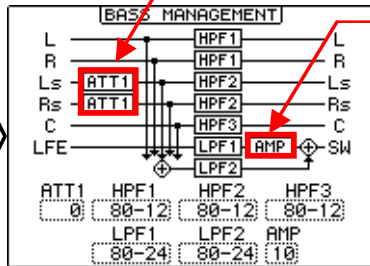 BASS MANAGEMENT
L HPF1 L
R HPF1 R
Ls ATT1 HPF2 Ls
Rs ATT1 HPF2 Rs
C HPF3 C
LFE LPF1 AMP SW
LPF2
ATT1 HPF1 HPF2 HPF3
0 80-12 80-12 80-12
LPF1 LPF2 AMP
80-24 80-24 10